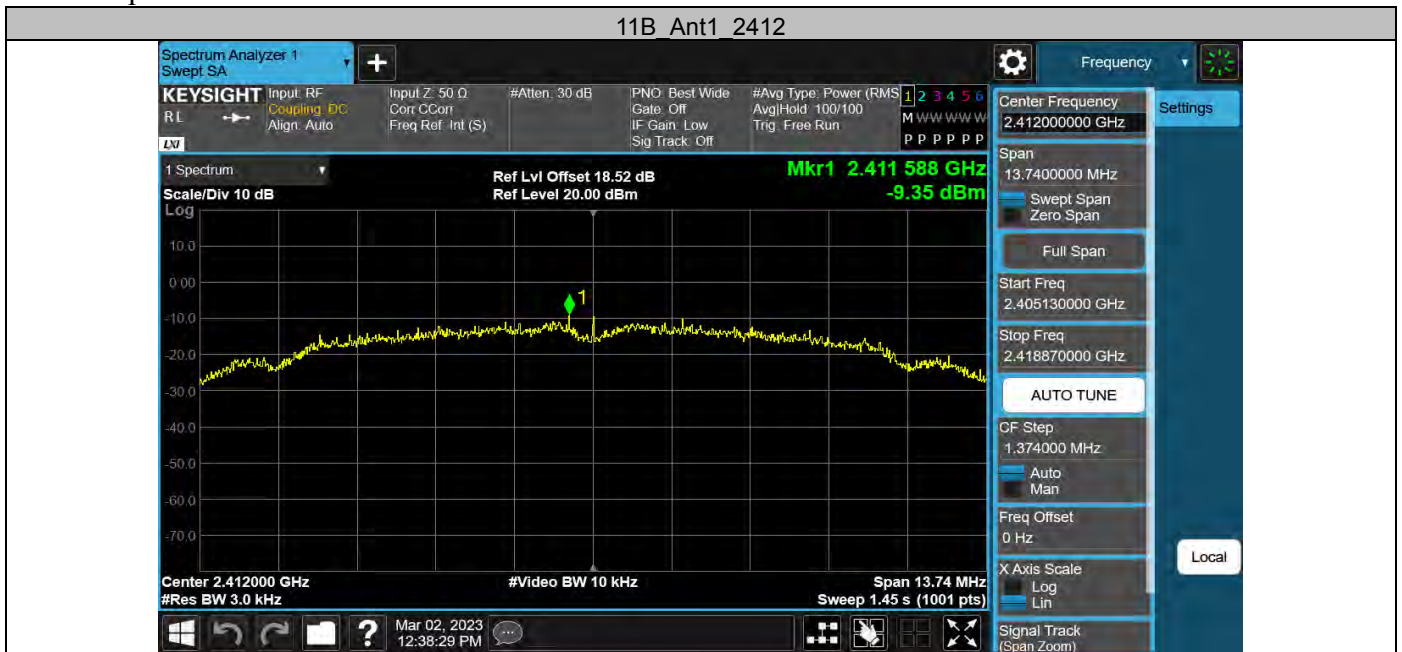 11B_Ant1_2412
Spectrum Analyzer 1
Swept SA
Frequency
KEYSIGHT
RL
LXI
Input: RF
Coupling: DC
Align: Auto
Input Z: 50 Ω
Corr CCorr
Freq Ref: Int (S)
#Atten: 30 dB
PNO: Best Wide
Gate: Off
IF Gain: Low
Sig Track: Off
#Avg Type: Power (RMS
Avg|Hold: 100/100
Trig: Free Run
1 2 3 4 5 6
M W W W W W
P P P P P P
1 Spectrum
Scale/Div 10 dB
Log
Ref Lvl Offset 18.52 dB
Ref Level 20.00 dBm
Mkr1 2.411 588 GHz
-9.35 dBm
1
10.0
0.00
-10.0
-20.0
-30.0
-40.0
-50.0
-60.0
-70.0
Center 2.412000 GHz
#Res BW 3.0 kHz
#Video BW 10 kHz
Span 13.74 MHz
Sweep 1.45 s (1001 pts)
Mar 02, 2023
12:38:29 PM
Center Frequency
2.412000000 GHz
Span
13.7400000 MHz
Swept Span
Zero Span
Full Span
Start Freq
2.405130000 GHz
Stop Freq
2.418870000 GHz
AUTO TUNE
CF Step
1.374000 MHz
Auto
Man
Freq Offset
0 Hz
X Axis Scale
Log
Lin
Signal Track
(Span Zoom)
Settings
Local